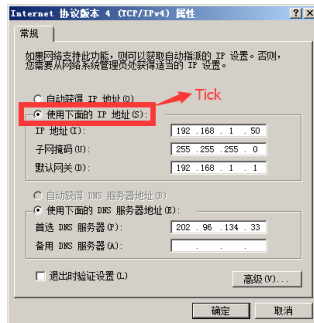 Internet 协议版本 4 (TCP/IPv4) 属性
常规
如果网络支持此功能，则可以获取自动指派的 IP 设置。否则，
您需要从网络系统管理员处获得适当的 IP 设置。
自动获得 IP 地址(O)
Tick
使用下面的 IP 地址(S):
IP 地址(I): 192 .168 . 1 . 50
子网掩码(U): 255 .255 .255 . 0
默认网关(D): 192 .168 . 1 . 1
自动获得 DNS 服务器地址(B)
使用下面的 DNS 服务器地址(E):
首选 DNS 服务器(P): 202 . 96 .134 . 33
备用 DNS 服务器(A): . . .
退出时验证设置(L)
高级(V)...
确定 取消